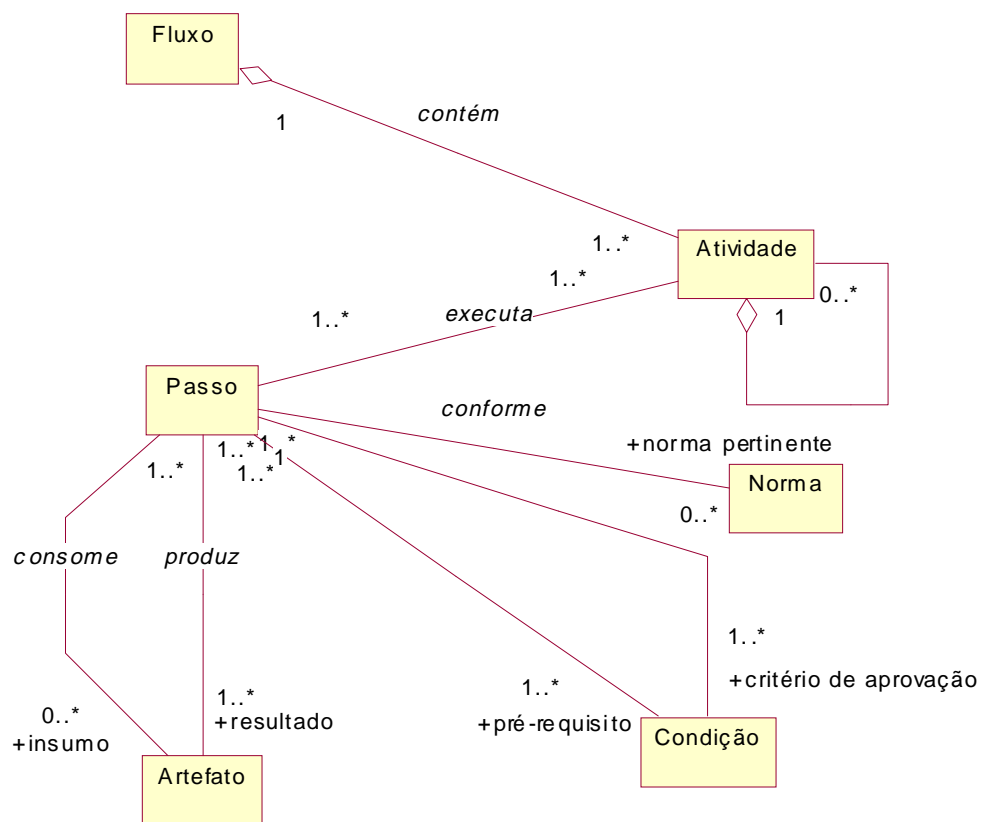 Fluxo
1
contém
1..*
Atividade
1..*
0..*
1
executa
1..*
Passo
conforme
+norma pertinente
Norma
0..*
1..*
1..*
1..*
1
1..*
consome
produz
1..*
+critério de aprovação
1..*
+pré-requisito
Condição
0..*
+insumo
1..*
+resultado
Artefato